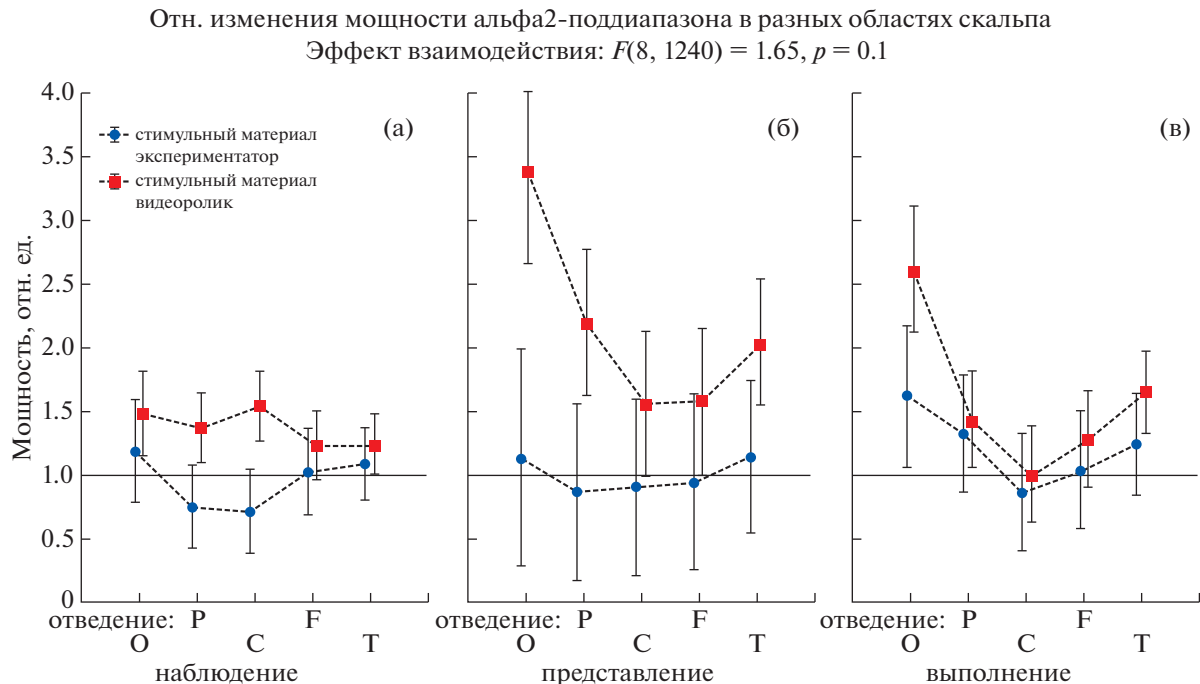 Отн. изменения мощности альфа2-поддиапазона в разных областях скальпа
Эффект взаимодействия: F(8, 1240) = 1.65, p = 0.1
Мощность, отн. ед.
4.0
3.5
3.0
2.5
2.0
1.5
1.0
0.5
0
(а)
стимульный материал
экспериментатор
стимульный материал
видеоролик
(б)
(в)
отведение: P F
O C T
наблюдение
отведение: P F
O C T
представление
отведение: P F
O C T
выполнение